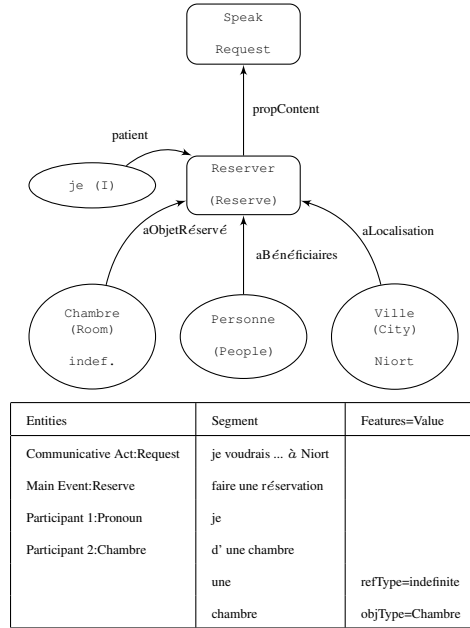 Speak
Request
propContent
patient
je (I)
Reserver
(Reserve)
aObjetRéservé
aBénéficiaires
aLocalisation
Chambre
(Room)
indef.
Personne
(People)
Ville
(City)
Niort
Entities Segment Features=Value
Communicative Act:Request je voudrais ... à Niort
Main Event:Reserve faire une réservation
Participant 1:Pronoun je
Participant 2:Chambre d' une chambre
une refType=indefinite
chambre objType=Chambre